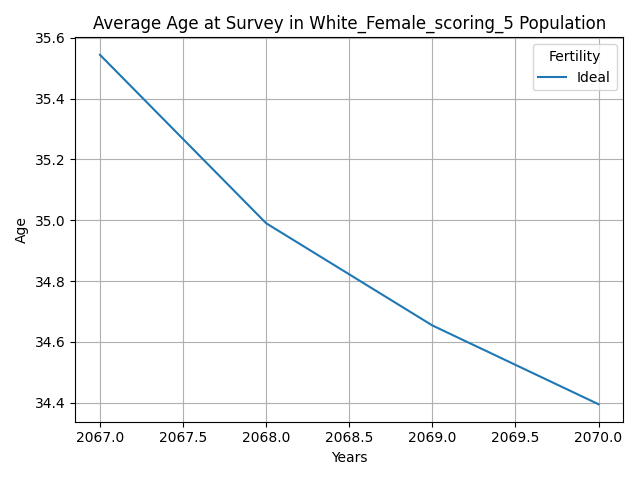 Average Age at Survey in White_Female_scoring_5 Population
35.6
35.4
35.2
35.0
34.8
34.6
34.4
Age
Fertility
Ideal
2067.0 2067.5 2068.0 2068.5 2069.0 2069.5 2070.0
Years